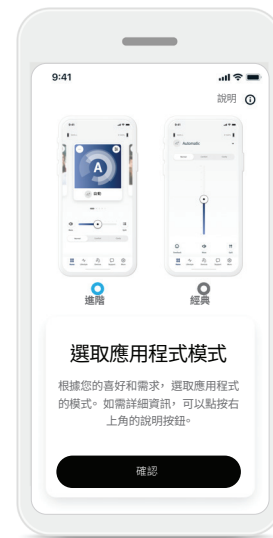 9:41
說明
A
Automatic
進階
經典
選取應用程式模式
根據您的喜好和需求，選取應用程式
的模式。如需詳細資訊，可以點按右
上角的說明按鈕。
確認